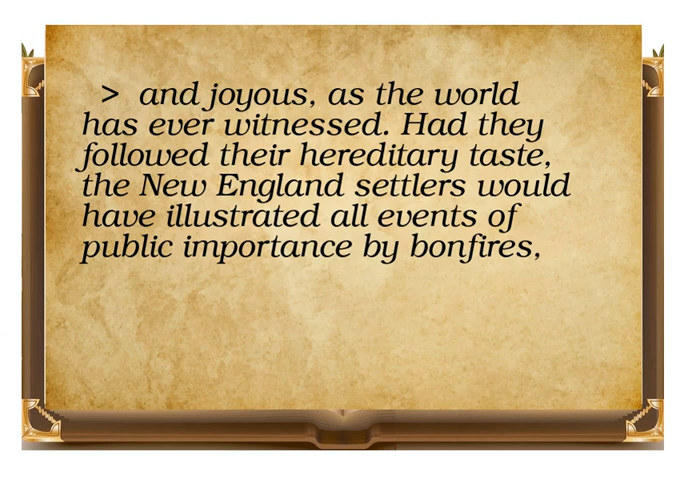 > and joyous, as the world
has ever witnessed. Had they
followed their hereditary taste,
the New England settlers would
have illustrated all events of
public importance by bonfires,